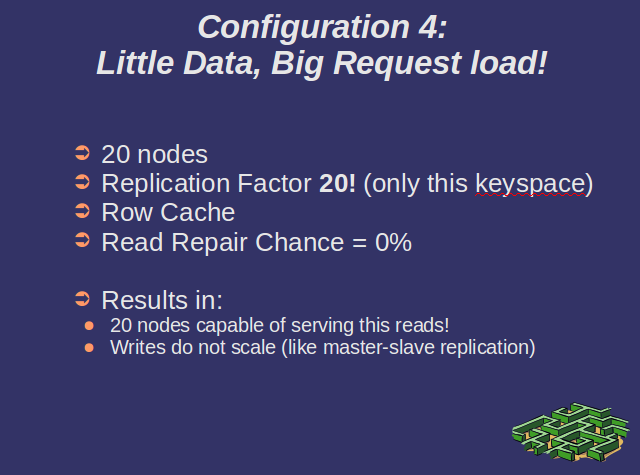 Configuration 4:
Little Data, Big Request load!
20 nodes
Replication Factor 20! (only this keyspace)
Row Cache
Read Repair Chance = 0%
Results in:
20 nodes capable of serving this reads!
Writes do not scale (like master-slave replication)